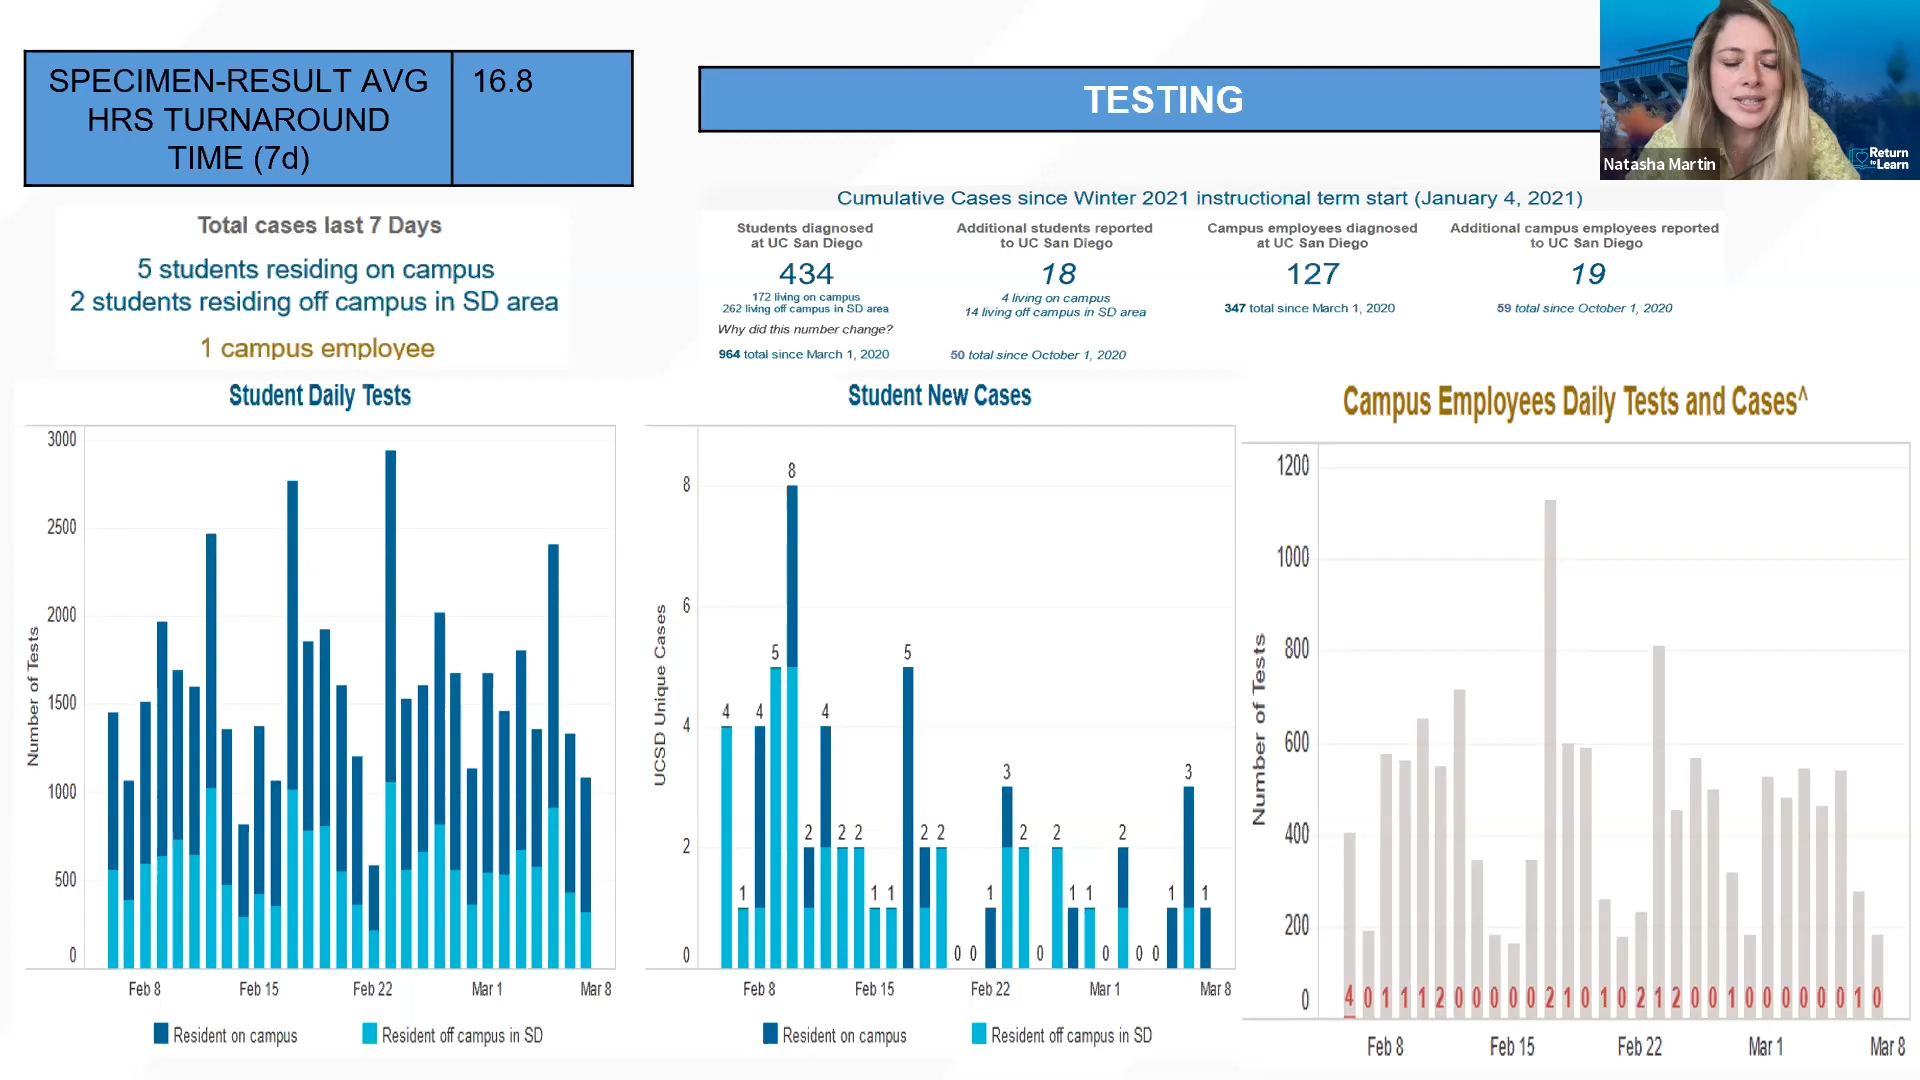 SPECIMEN-RESULT AVG
HRS TURNAROUND
TIME (7d)
16.8
TESTING
Natasha Martin
Return
to
Learn
Total cases last 7 Days
5 students residing on campus
2 students residing off campus in SD area
1 campus employee
Cumulative Cases since Winter 2021 instructional term start (January 4, 2021)
Students diagnosed
at UC San Diego
434
172 living on campus
262 living off campus in SD area
Why did this number change?
964 total since March 1, 2020
Additional students reported
to UC San Diego
18
4 living on campus
14 living off campus in SD area
50 total since October 1, 2020
Campus employees diagnosed
at UC San Diego
127
347 total since March 1, 2020
Additional campus employees reported
to UC San Diego
19
59 total since October 1, 2020
Student Daily Tests
Number of Tests
3000
2500
2000
1500
1000
500
0
Feb 8 Feb 15 Feb 22 Mar 1 Mar 8
Resident on campus Resident off campus in SD
Student New Cases
UCSD Unique Cases
8
6
4
2
0
4 1 4 5 8 2 4 2 2 1 1 5 2 2 0 0 1 3 2 0 2 1 1 0 2 0 0 1 3 1
Feb 8 Feb 15 Feb 22 Mar 1 Mar 8
Resident on campus Resident off campus in SD
Campus Employees Daily Tests and Cases^
Number of Tests
1200
1000
800
600
400
200
0
4 0 1 1 1 2 0 0 0 0 0 2 1 0 1 0 2 1 2 0 0 1 0 0 0 0 0 0 1 0
Feb 8 Feb 15 Feb 22 Mar 1 Mar 8